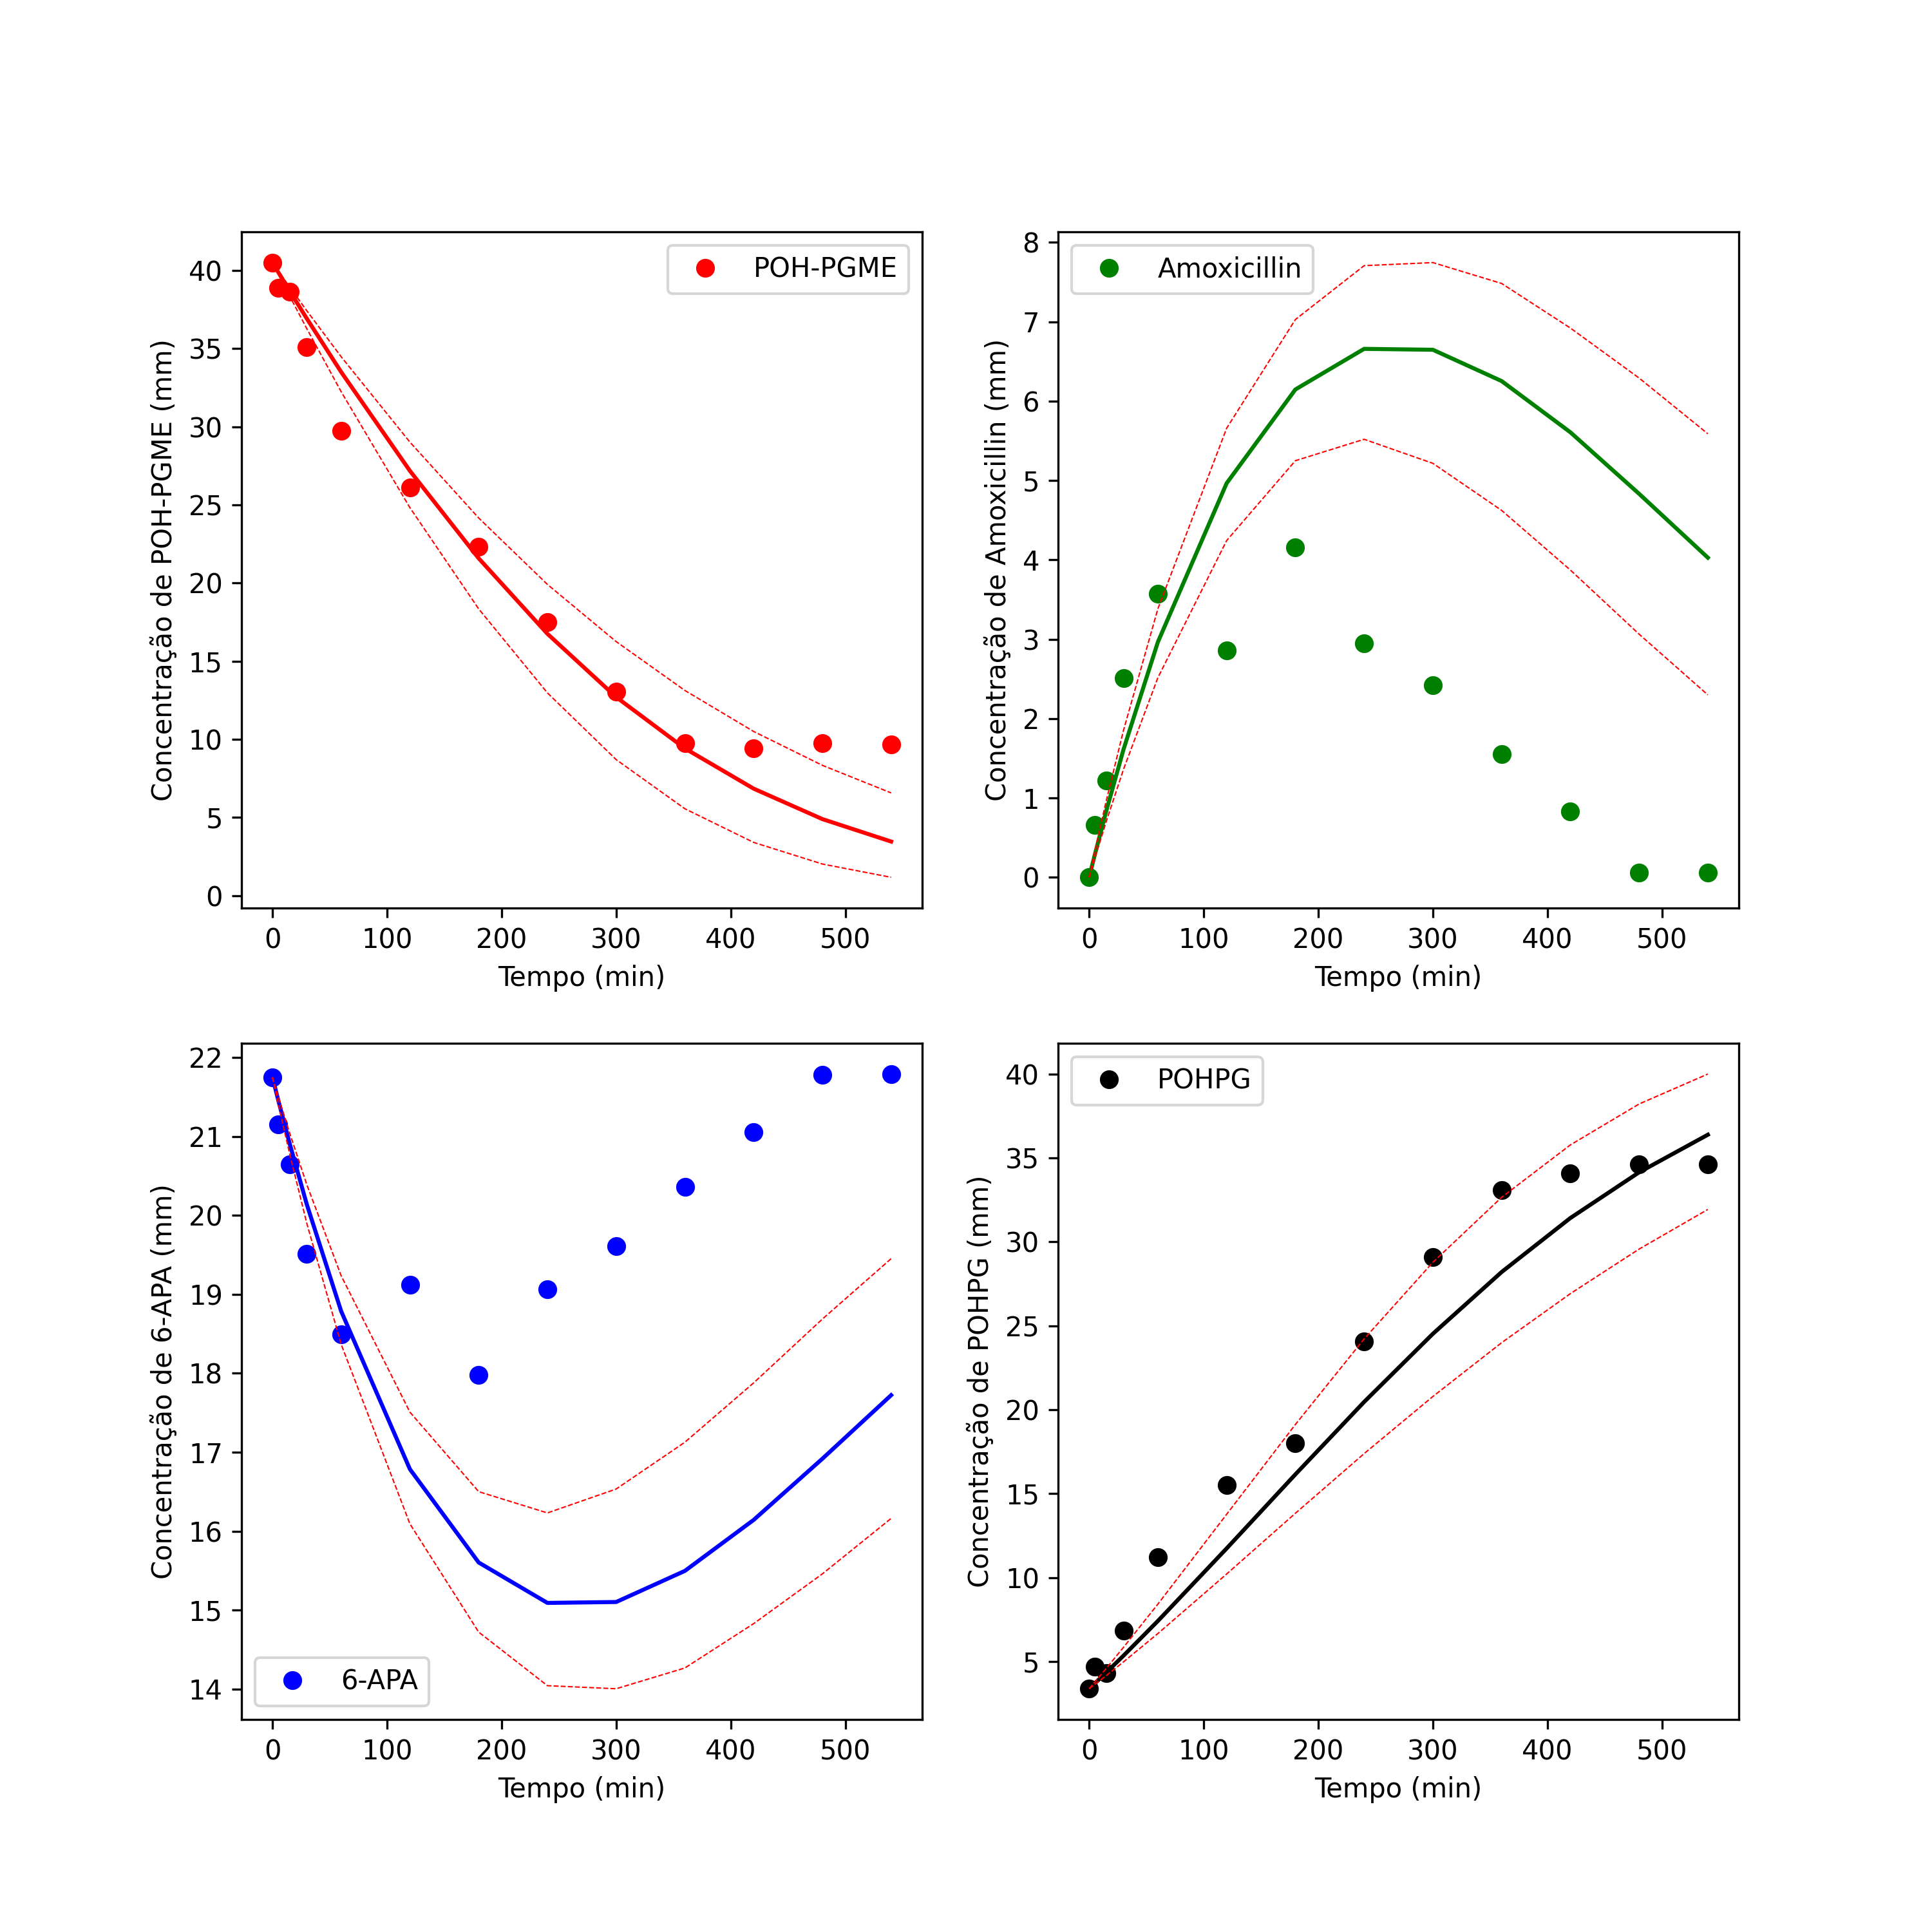 POH-PGME
Concentração de POH-PGME (mm)
40
35
30
25
20
15
10
5
0
0 100 200 300 400 500
Tempo (min)
Amoxicillin
Concentração de Amoxicillin (mm)
8
7
6
5
4
3
2
1
0
0 100 200 300 400 500
Tempo (min)
6-APA
Concentração de 6-APA (mm)
22
21
20
19
18
17
16
15
14
0 100 200 300 400 500
Tempo (min)
POHPG
Concentração de POHPG (mm)
40
35
30
25
20
15
10
5
0 100 200 300 400 500
Tempo (min)